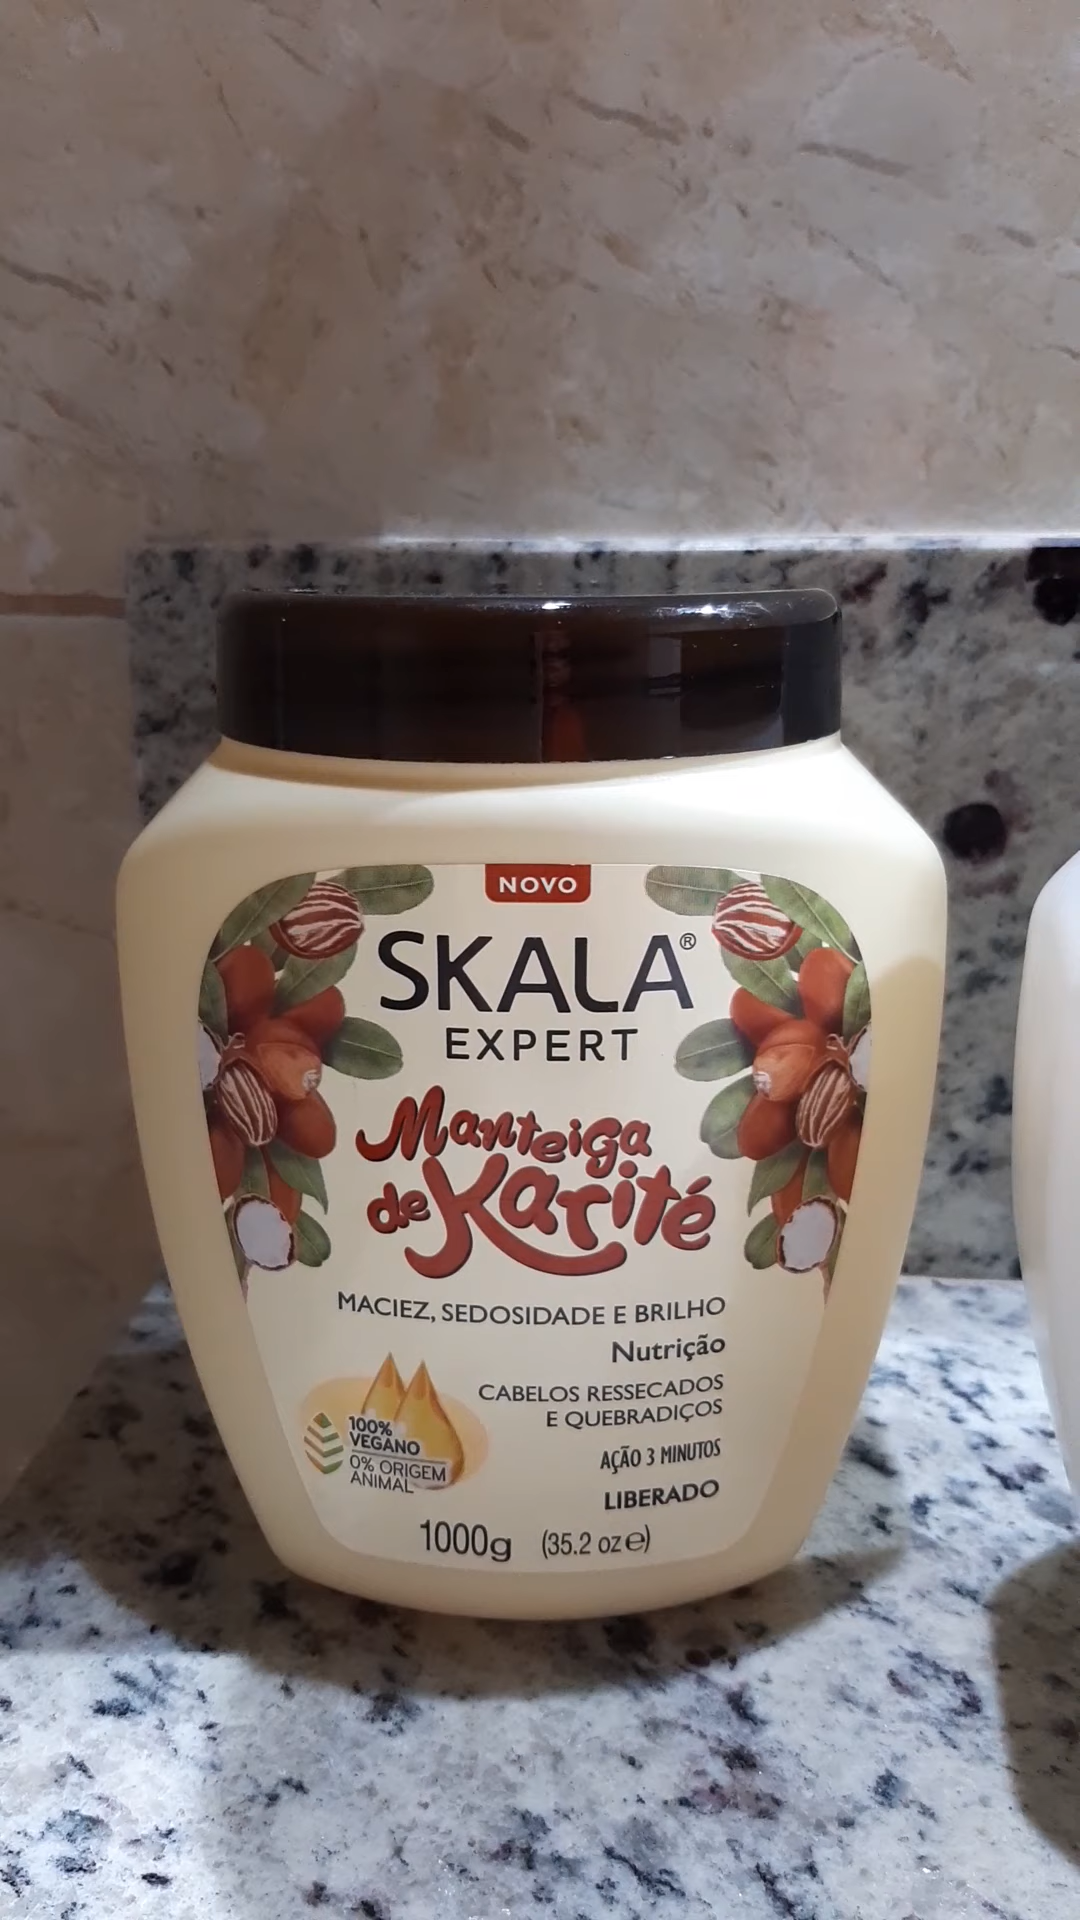 NOVO
SKALA®
EXPERT
Manteiga
de Karité
MACIEZ, SEDOSIDADE E BRILHO
Nutrição
CABELOS RESSECADOS
E QUEBRADIÇOS
AÇÃO 3 MINUTOS
LIBERADO
100%
VEGANO
0% ORIGEM
ANIMAL
1000g (35.2 oz ℮)